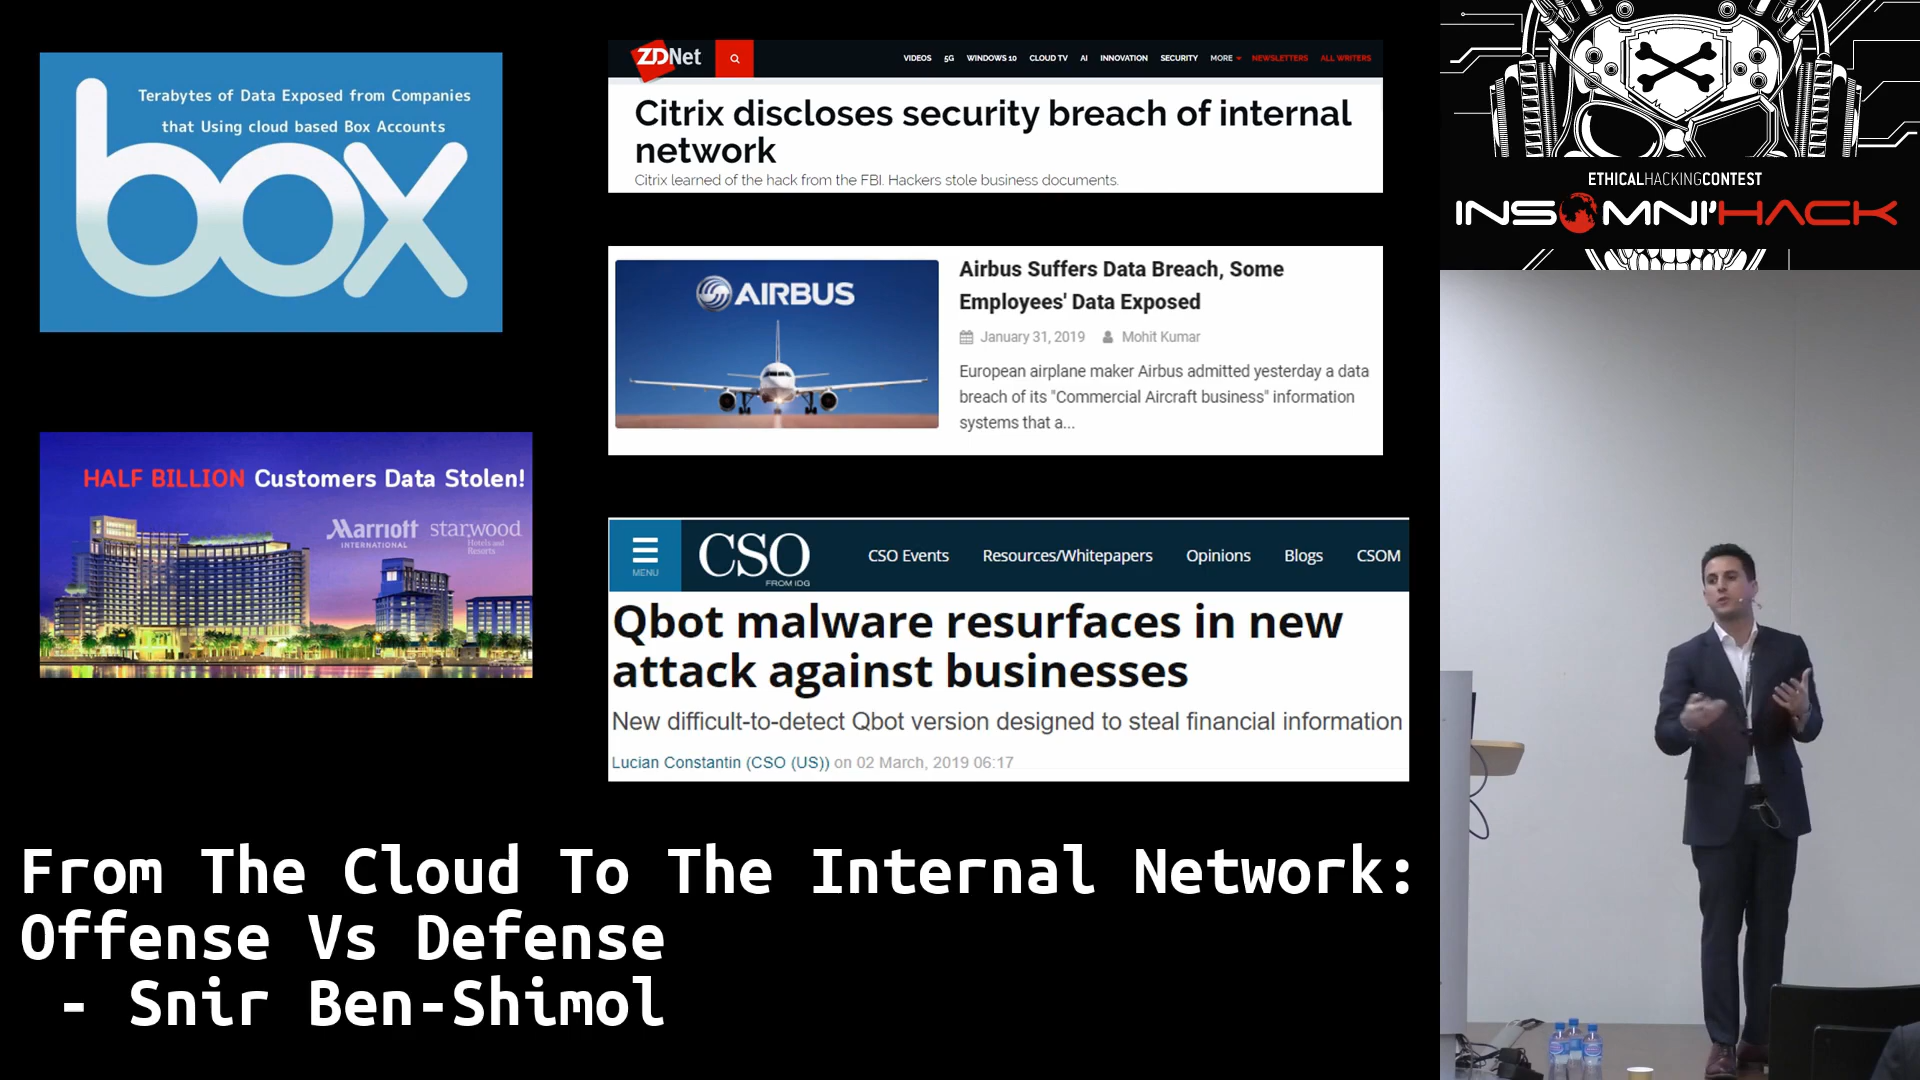 Terabytes of Data Exposed from Companies
that Using cloud based Box Accounts
box
HALF BILLION Customers Data Stolen!
Marriott
INTERNATIONAL
starwood
Hotels and
Resorts
ZDNet
VIDEOS 5G WINDOWS 10 CLOUD TV AI INNOVATION SECURITY MORE NEWSLETTERS ALL WRITERS
Citrix discloses security breach of internal
network
Citrix learned of the hack from the FBI. Hackers stole business documents.
AIRBUS
Airbus Suffers Data Breach, Some
Employees' Data Exposed
January 31, 2019 Mohit Kumar
European airplane maker Airbus admitted yesterday a data
breach of its "Commercial Aircraft business" information
systems that a...
MENU
CSO
FROM IDG
CSO Events Resources/Whitepapers Opinions Blogs CSOM
Qbot malware resurfaces in new
attack against businesses
New difficult-to-detect Qbot version designed to steal financial information
Lucian Constantin (CSO (US)) on 02 March, 2019 06:17
From The Cloud To The Internal Network:
Offense Vs Defense
- Snir Ben-Shimol
ETHICALHACKINGCONTEST
INSOMNI'HACK